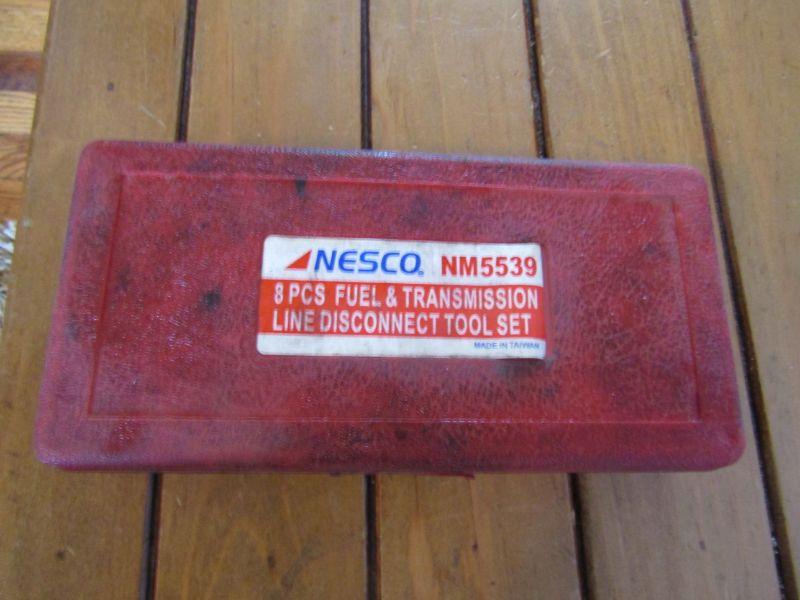 NESCO® NM5539
8 PCS FUEL & TRANSMISSION
LINE DISCONNECT TOOL SET
MADE IN TAIWAN